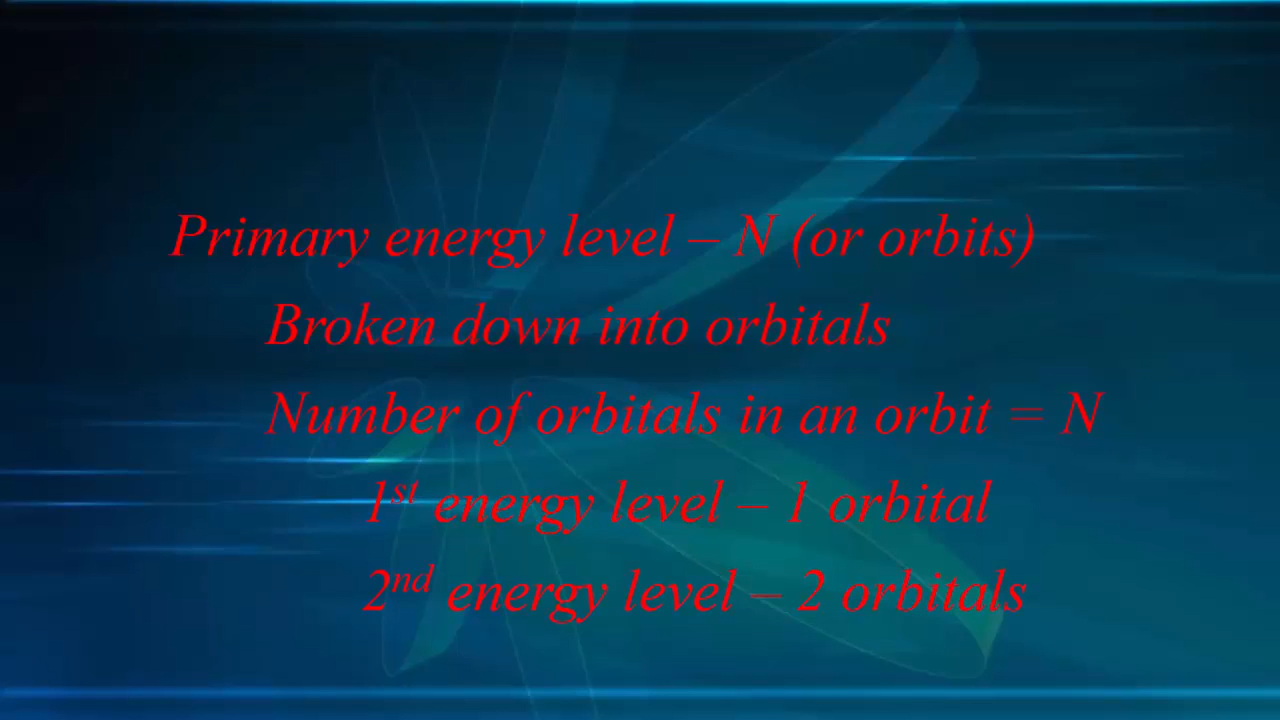 Primary energy level – N (or orbits)
Broken down into orbitals
Number of orbitals in an orbit = N
1st energy level – 1 orbital
2nd energy level – 2 orbitals